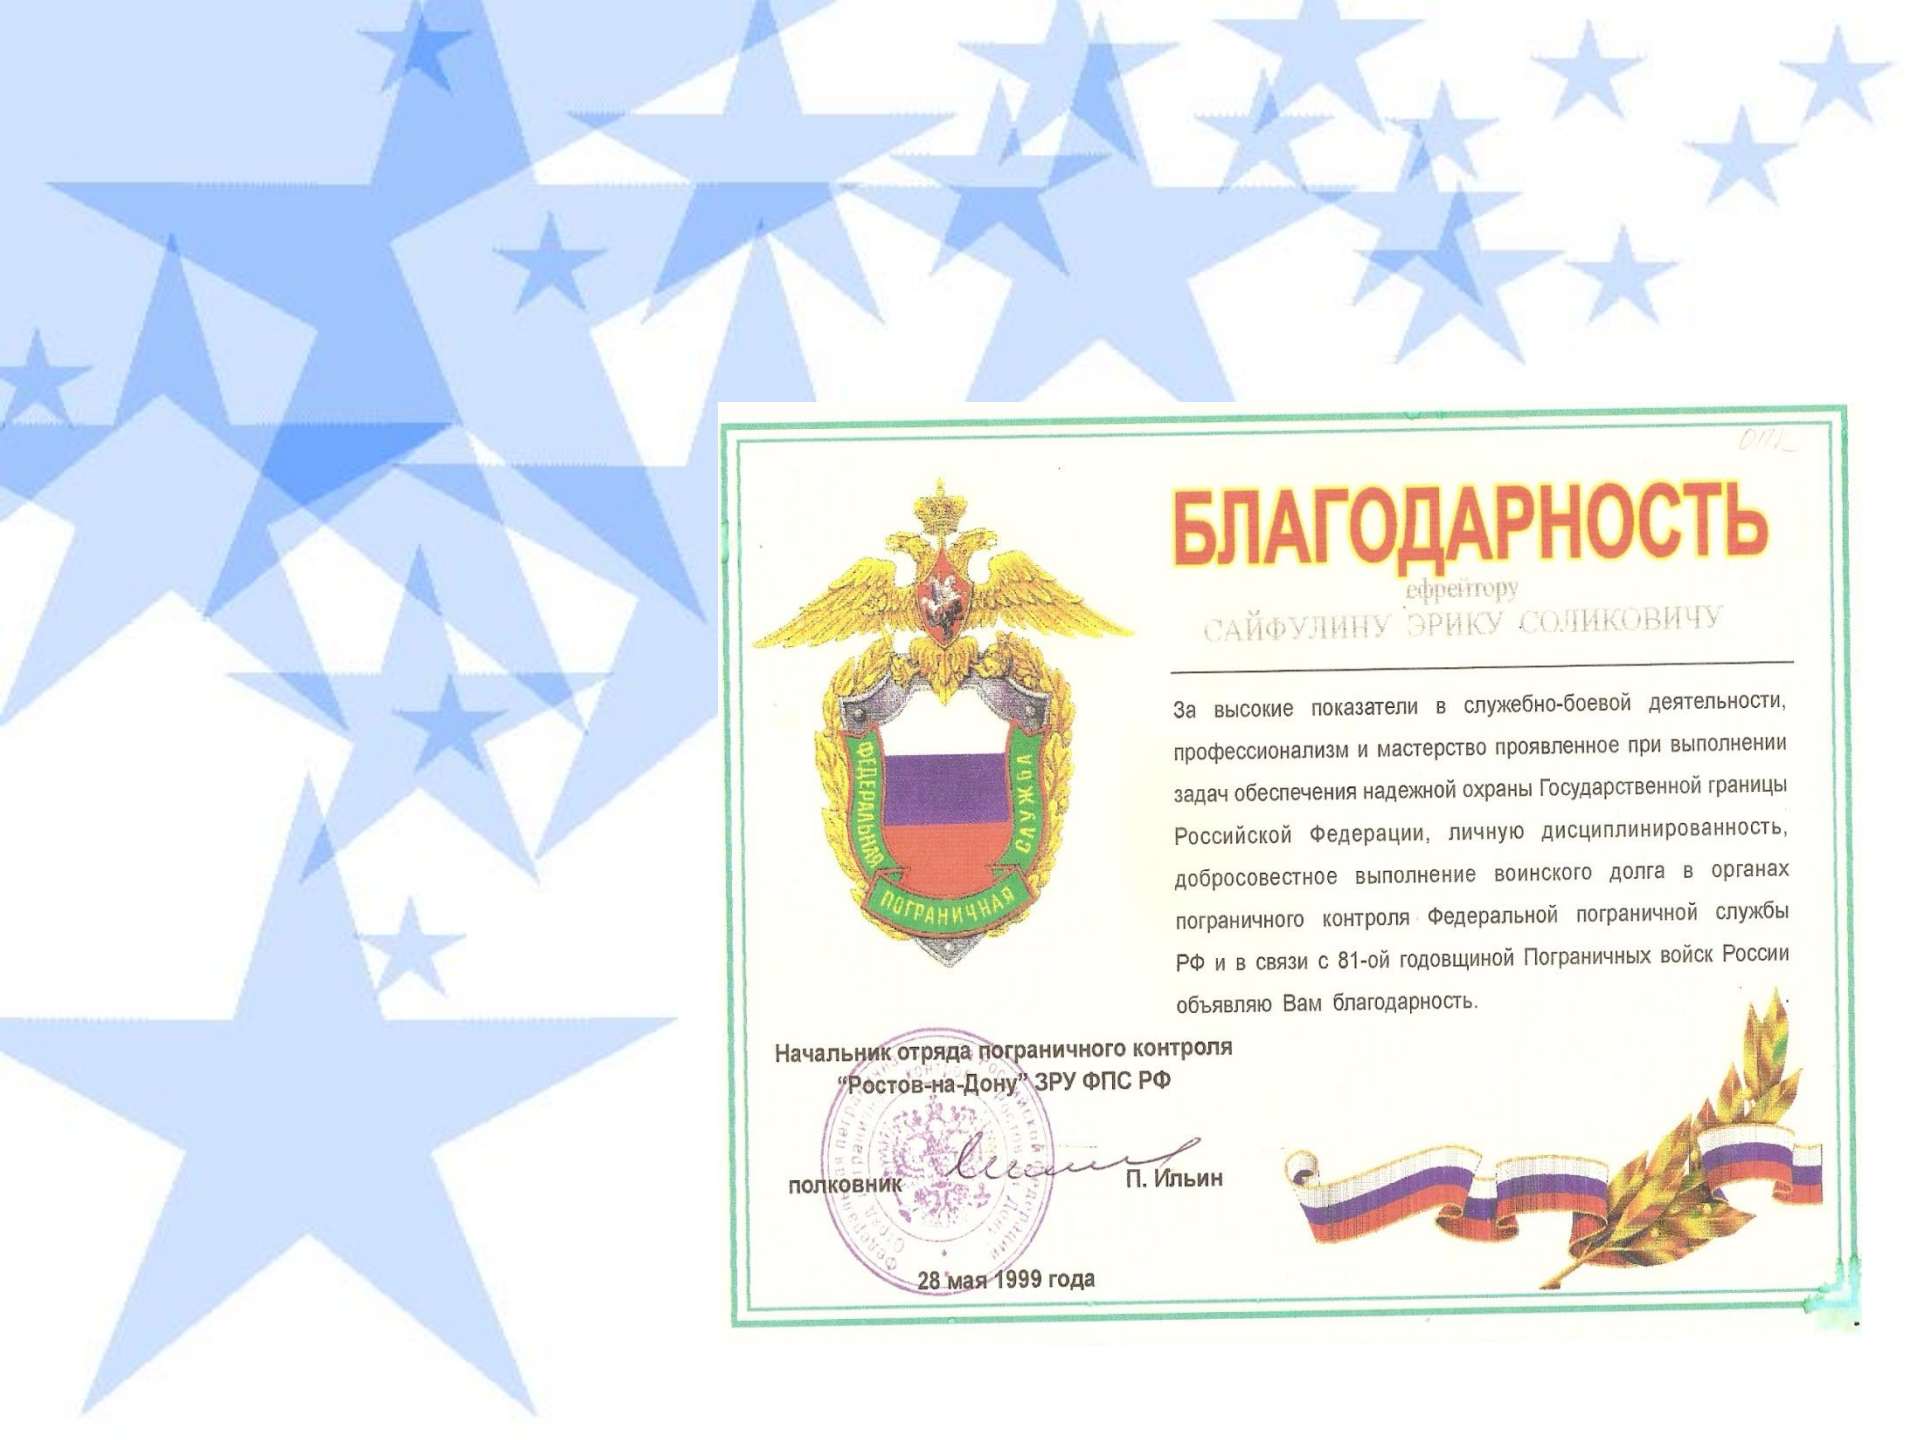 БЛАГОДАРНОСТЬ
ефрейтору
САЙФУЛИНУ ЭРИКУ СОЛИКОВИЧУ
За высокие показатели в служебно-боевой деятельности,
профессионализм и мастерство проявленное при выполнении
задач обеспечения надежной охраны Государственной границы
Российской Федерации, личную дисциплинированность,
добросовестное выполнение воинского долга в органах
пограничного контроля Федеральной пограничной службы
РФ и в связи с 81-ой годовщиной Пограничных войск России
объявляю Вам благодарность.
ФЕДЕРАЛЬНАЯ
ПОГРАНИЧНАЯ
СЛУЖБА
Начальник отряда пограничного контроля
“Ростов-на-Дону” ЗРУ ФПС РФ
полковник П. Ильин
28 мая 1999 года